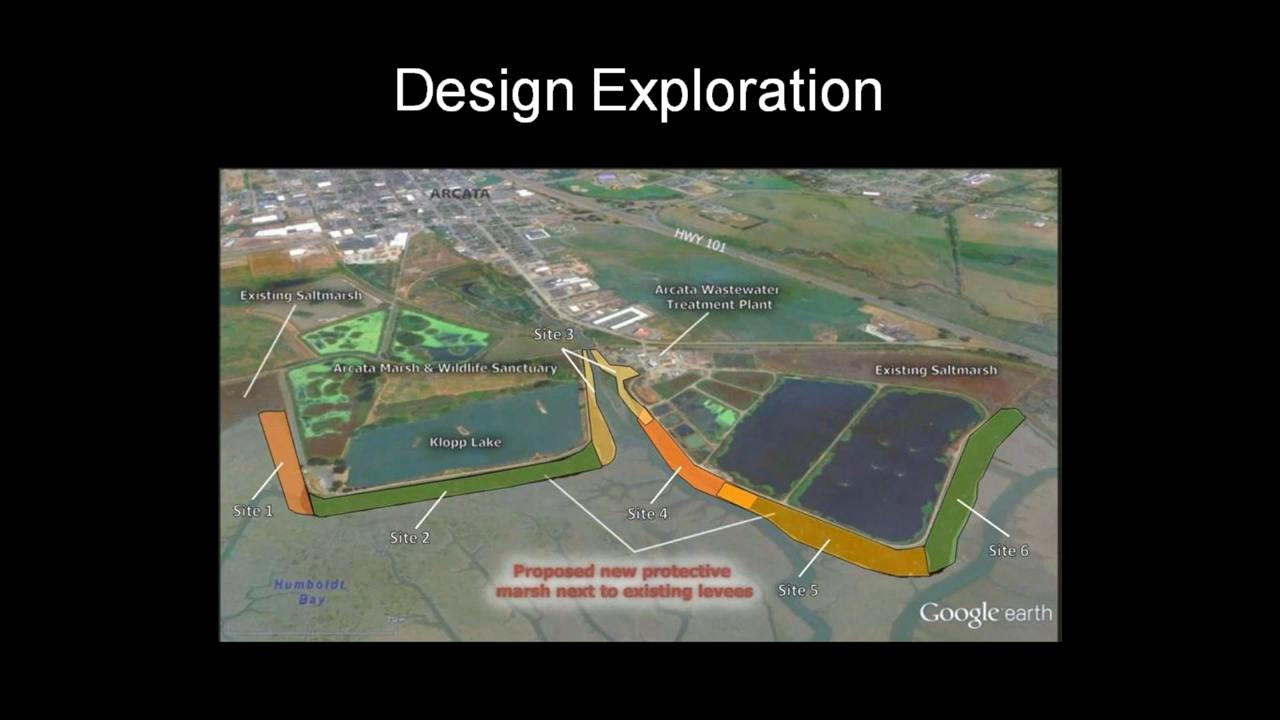 Design Exploration
ARCATA
HWY 101
Existing Saltmarsh
Arcata Wastewater
Treatment Plant
Site 3
Arcata Marsh & Wildlife Sanctuary
Existing Saltmarsh
Klopp Lake
Site 1
Site 2
Site 4
Site 6
Proposed new protective
marsh next to existing levees
Site 5
Humboldt
Bay
Google earth